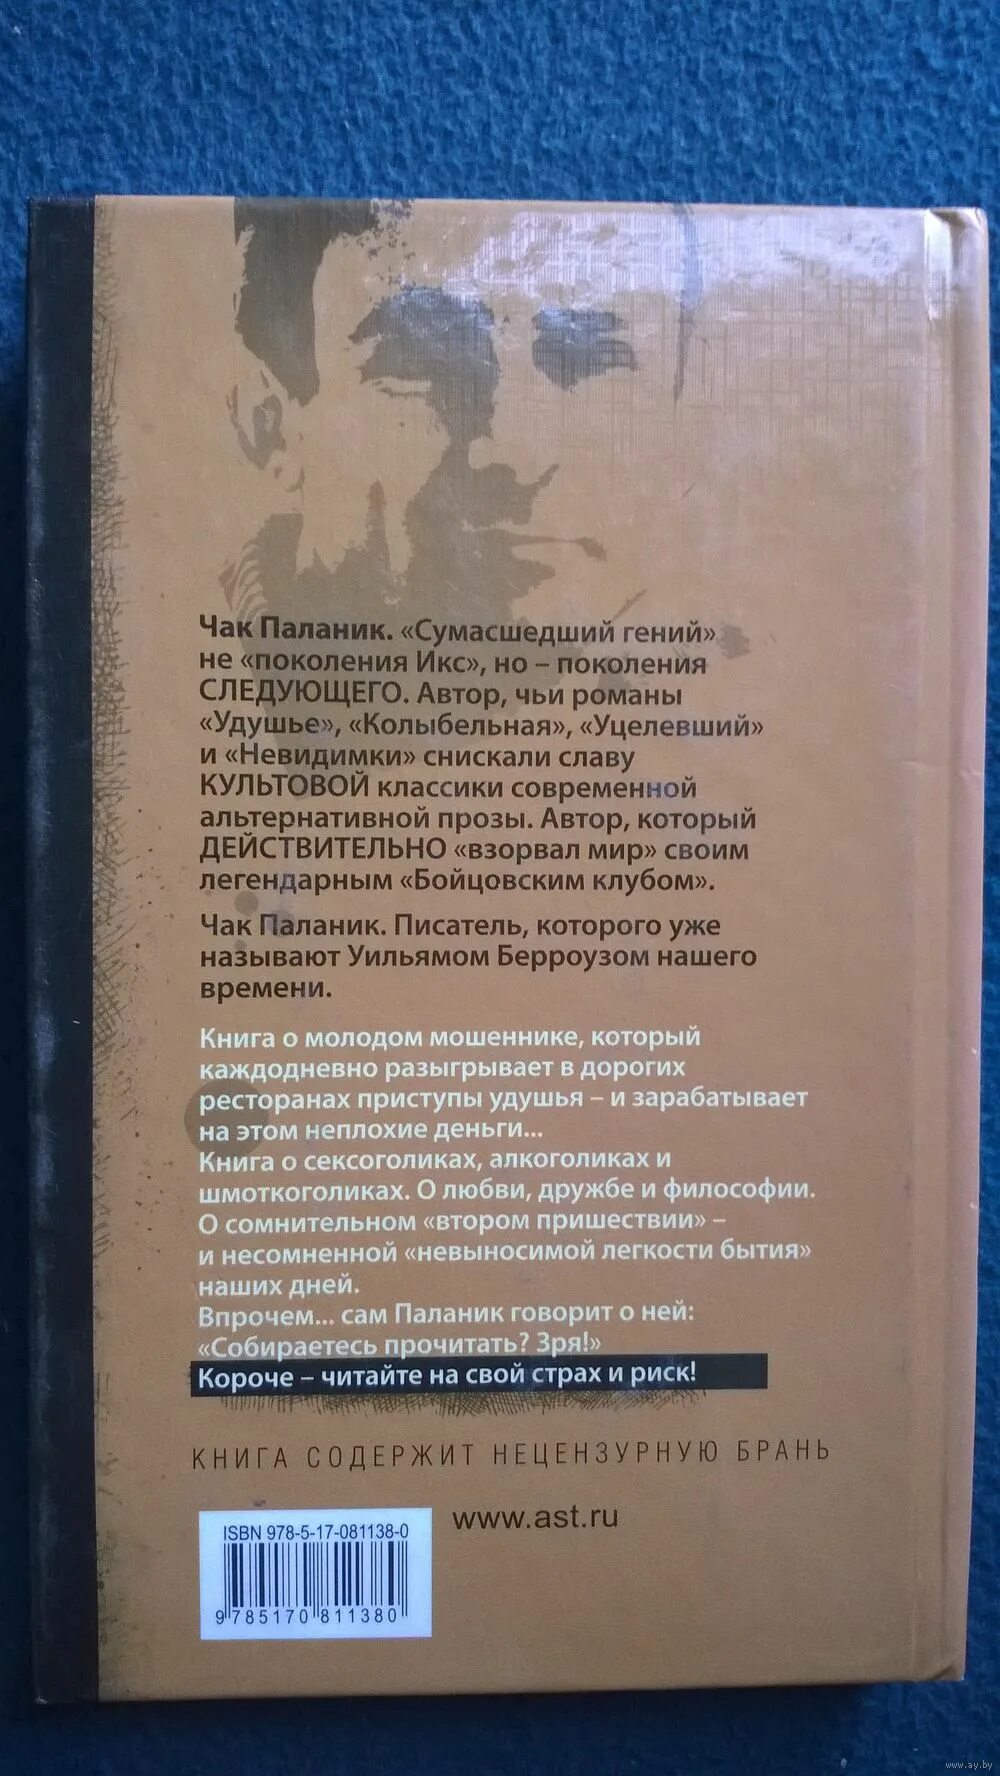 Чак Паланик. «Сумасшедший гений»
не «поколения Икс», но – поколения
СЛЕДУЮЩЕГО. Автор, чьи романы
«Удушье», «Колыбельная», «Уцелевший»
и «Невидимки» снискали славу
КУЛЬТОВОЙ классики современной
альтернативной прозы. Автор, который
ДЕЙСТВИТЕЛЬНО «взорвал мир» своим
легендарным «Бойцовским клубом».
Чак Паланик. Писатель, которого уже
называют Уильямом Берроузом нашего
времени.
Книга о молодом мошеннике, который
каждодневно разыгрывает в дорогих
ресторанах приступы удушья – и зарабатывает
на этом неплохие деньги...
Книга о сексоголиках, алкоголиках и
шмоткоголиках. О любви, дружбе и философии.
О сомнительном «втором пришествии» –
и несомненной «невыносимой легкости бытия»
наших дней.
Впрочем... сам Паланик говорит о ней:
«Собираетесь прочитать? Зря!»
Короче – читайте на свой страх и риск!
КНИГА СОДЕРЖИТ НЕЦЕНЗУРНУЮ БРАНЬ
www.ast.ru
ISBN 978-5-17-081138-0
9 785170 811380
www.ay.by